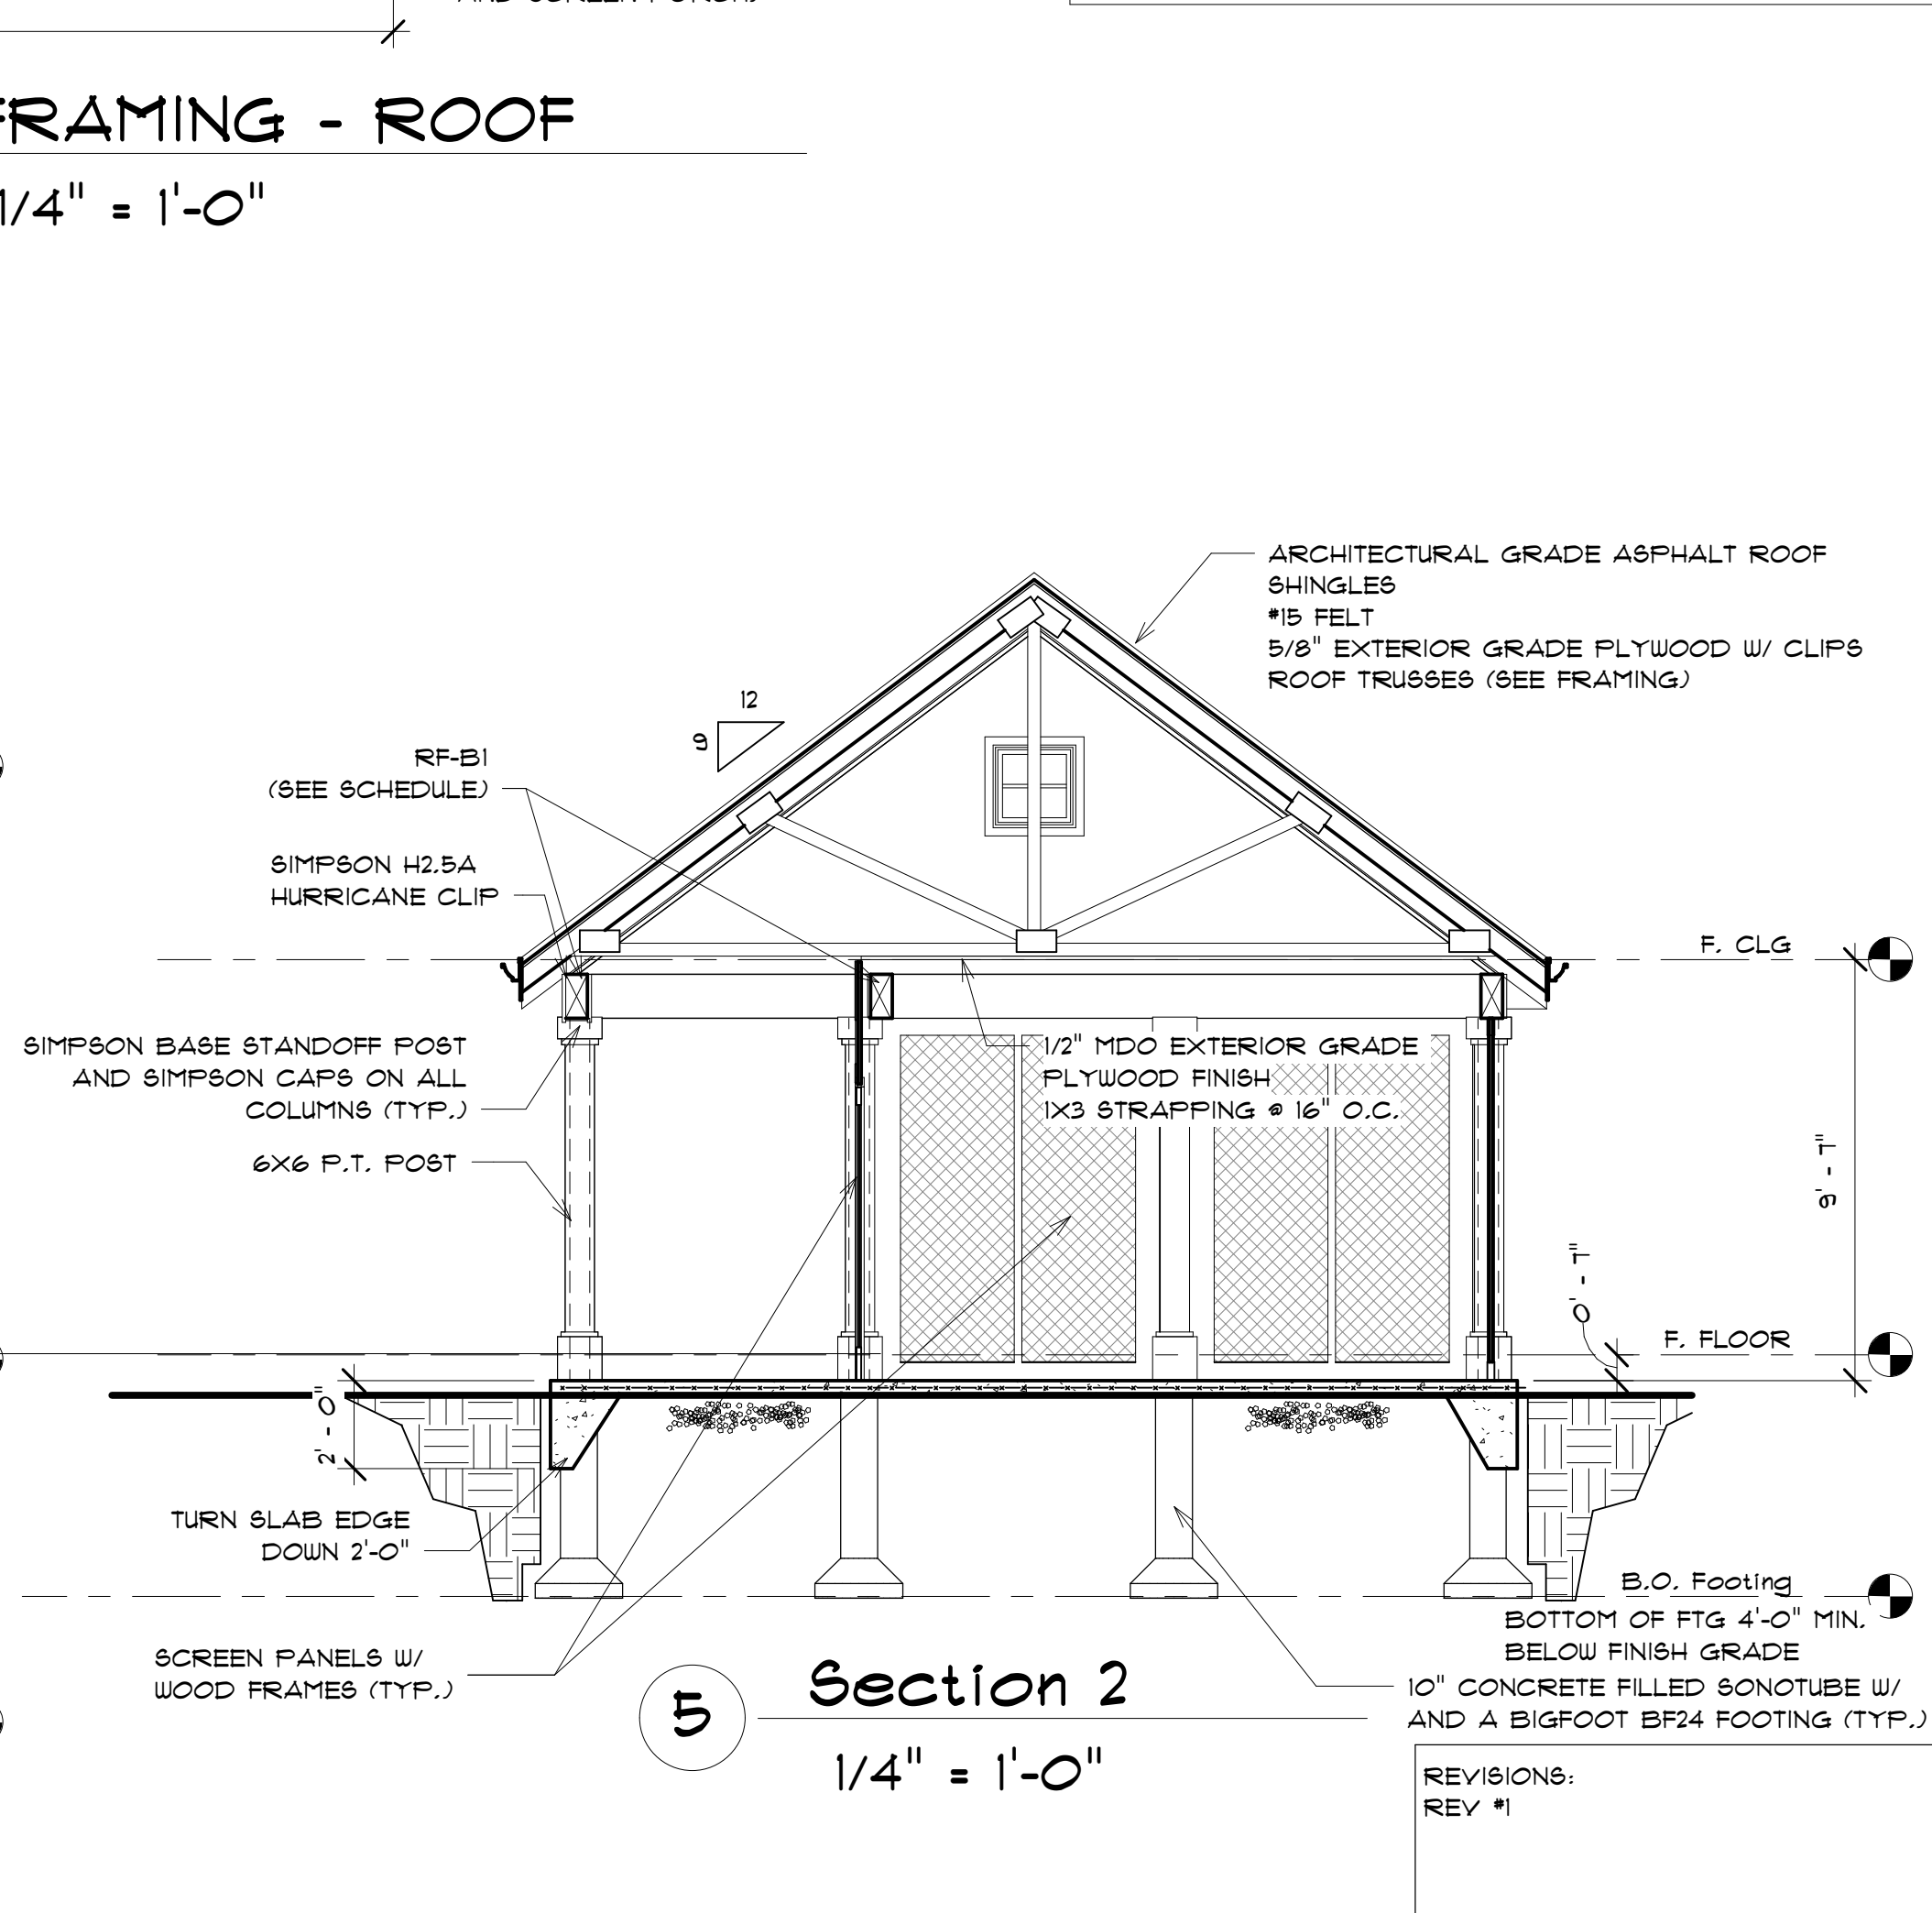 AND SCREEN PORCH)
FRAMING - ROOF
1/4" = 1'-0"
ARCHITECTURAL GRADE ASPHALT ROOF
SHINGLES
#15 FELT
5/8" EXTERIOR GRADE PLYWOOD W/ CLIPS
ROOF TRUSSES (SEE FRAMING)
12
9
RF-B1
(SEE SCHEDULE)
SIMPSON H2.5A
HURRICANE CLIP
F. CLG
SIMPSON BASE STANDOFF POST
AND SIMPSON CAPS ON ALL
COLUMNS (TYP.)
1/2" MDO EXTERIOR GRADE
PLYWOOD FINISH
1X3 STRAPPING @ 16" O.C.
6X6 P.T. POST
9' - 7"
0' - 7"
F. FLOOR
2' - 0"
TURN SLAB EDGE
DOWN 2'-0"
B.O. Footing
BOTTOM OF FTG 4'-0" MIN.
BELOW FINISH GRADE
SCREEN PANELS W/
WOOD FRAMES (TYP.)
10" CONCRETE FILLED SONOTUBE W/
AND A BIGFOOT BF24 FOOTING (TYP.)
5
Section 2
1/4" = 1'-0"
REVISIONS:
REV #1